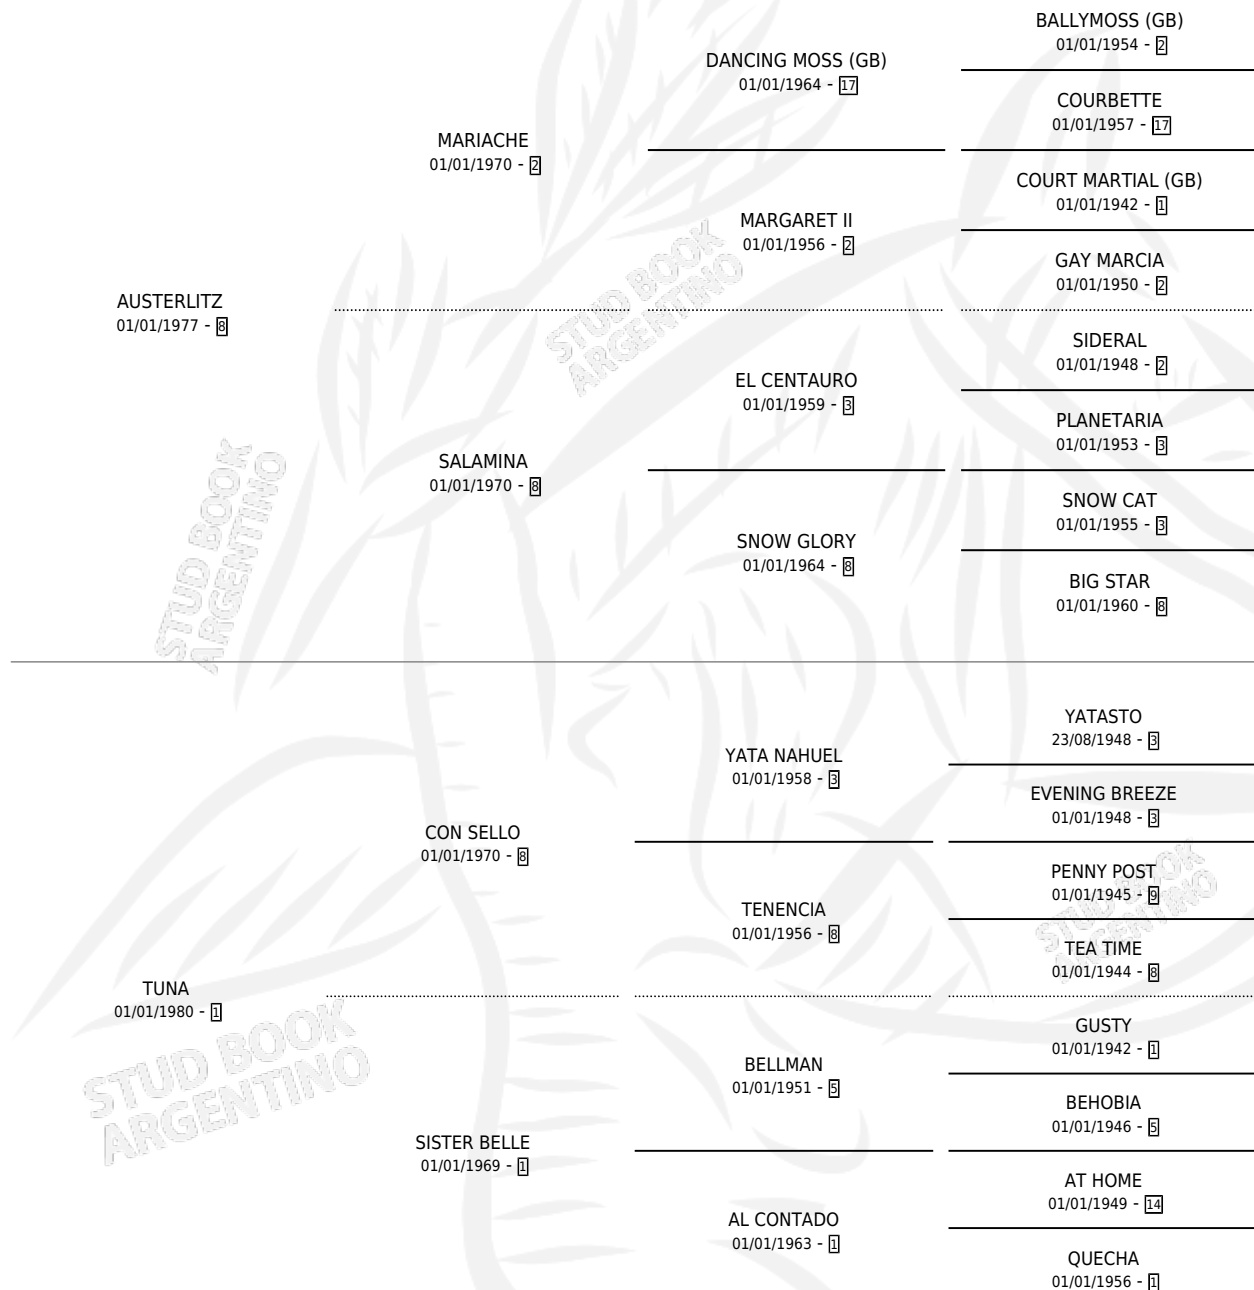 BALLYMOSS (GB)
01/01/1954 - 2
DANCING MOSS (GB)
01/01/1964 - 17
COURBETTE
01/01/1957 - 17
MARIACHE
01/01/1970 - 2
COURT MARTIAL (GB)
01/01/1942 - 1
MARGARET II
01/01/1956 - 2
GAY MARCIA
01/01/1950 - 2
AUSTERLITZ
01/01/1977 - 8
SIDERAL
01/01/1948 - 2
EL CENTAURO
01/01/1959 - 3
PLANETARIA
01/01/1953 - 3
SALAMINA
01/01/1970 - 8
SNOW CAT
01/01/1955 - 3
SNOW GLORY
01/01/1964 - 8
BIG STAR
01/01/1960 - 8
STUD BOOK
ARGENTINO
STUD BOOK
ARGENTINO
YATASTO
23/08/1948 - 3
YATA NAHUEL
01/01/1958 - 3
EVENING BREEZE
01/01/1948 - 3
CON SELLO
01/01/1970 - 8
PENNY POST
01/01/1945 - 9
TENENCIA
01/01/1956 - 8
TEA TIME
01/01/1944 - 8
TUNA
01/01/1980 - 1
GUSTY
01/01/1942 - 1
BELLMAN
01/01/1951 - 5
BEHOBIA
01/01/1946 - 5
SISTER BELLE
01/01/1969 - 1
AT HOME
01/01/1949 - 14
AL CONTADO
01/01/1963 - 1
QUECHA
01/01/1956 - 1
STUD BOOK
ARGENTINO
STUD BOOK
ARGENTINO